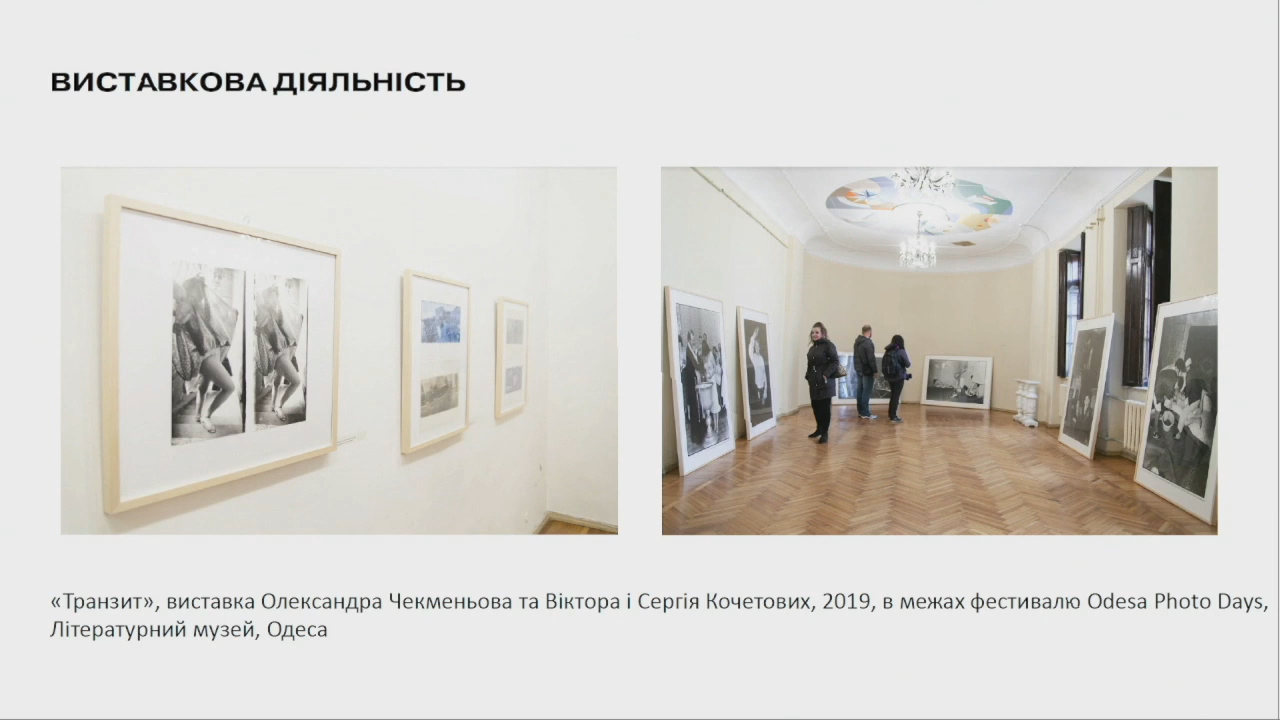 ВИСТАВКОВА ДІЯЛЬНІСТЬ
«Транзит», виставка Олександра Чекменьова та Віктора і Сергія Кочетових, 2019, в межах фестивалю Odesa Photo Days,
Літературний музей, Одеса